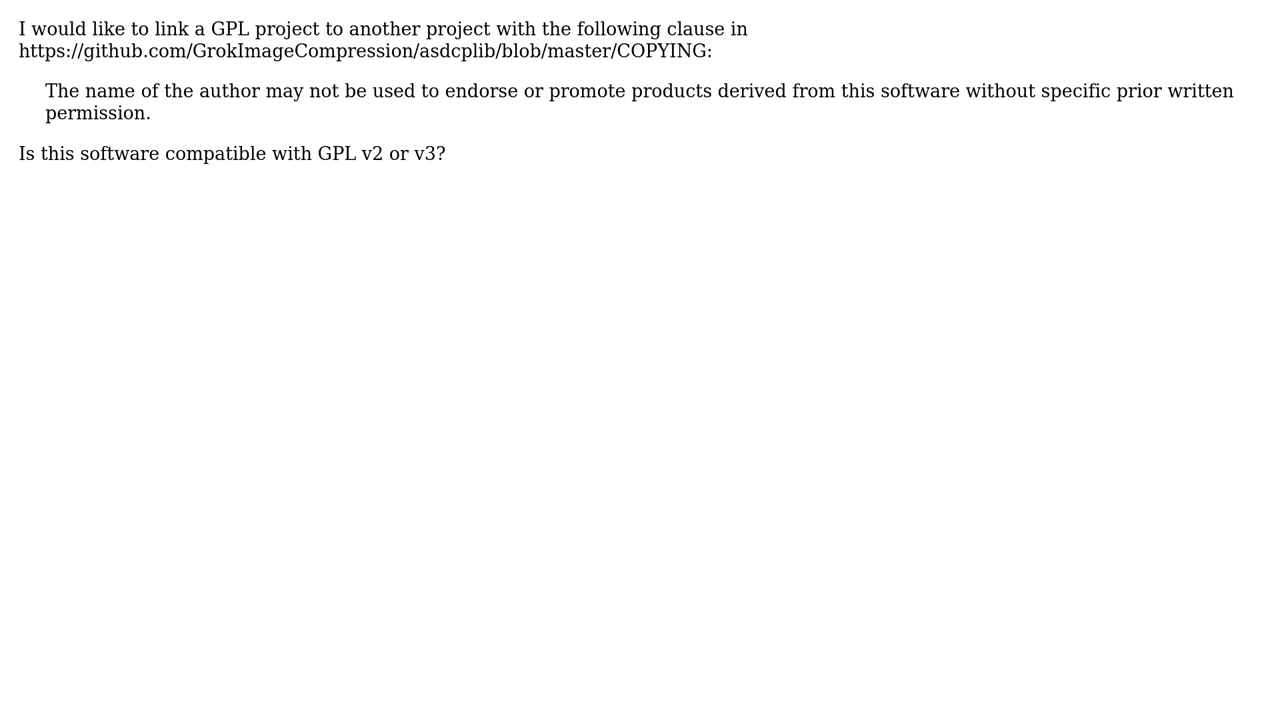 I would like to link a GPL project to another project with the following clause in
https://github.com/GrokImageCompression/asdcplib/blob/master/COPYING:
The name of the author may not be used to endorse or promote products derived from this software without specific prior written
permission.
Is this software compatible with GPL v2 or v3?